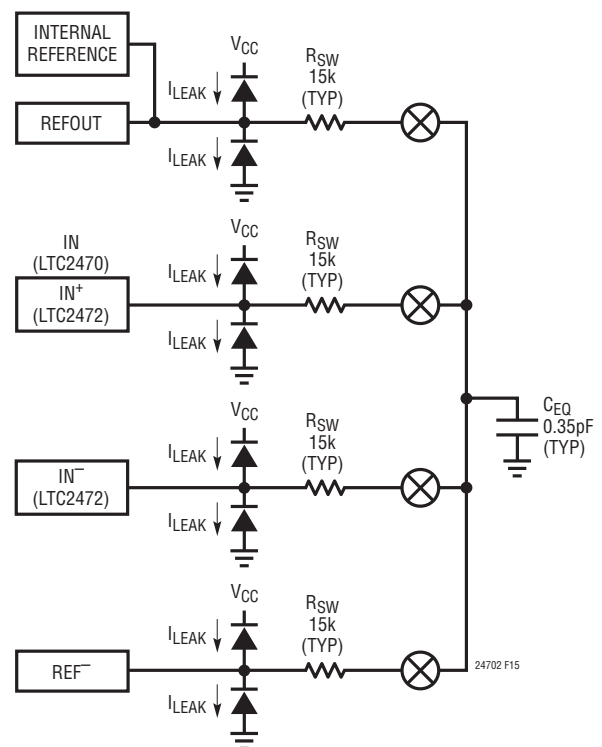 INTERNAL
REFERENCE
REFOUT
VCC
ILEAK
ILEAK
RSW
15k
(TYP)
IN
(LTC2470)
IN+
(LTC2472)
VCC
ILEAK
ILEAK
RSW
15k
(TYP)
CEQ
0.35pF
(TYP)
IN–
(LTC2472)
VCC
ILEAK
ILEAK
RSW
15k
(TYP)
REF–
VCC
ILEAK
ILEAK
RSW
15k
(TYP)
24702 F15